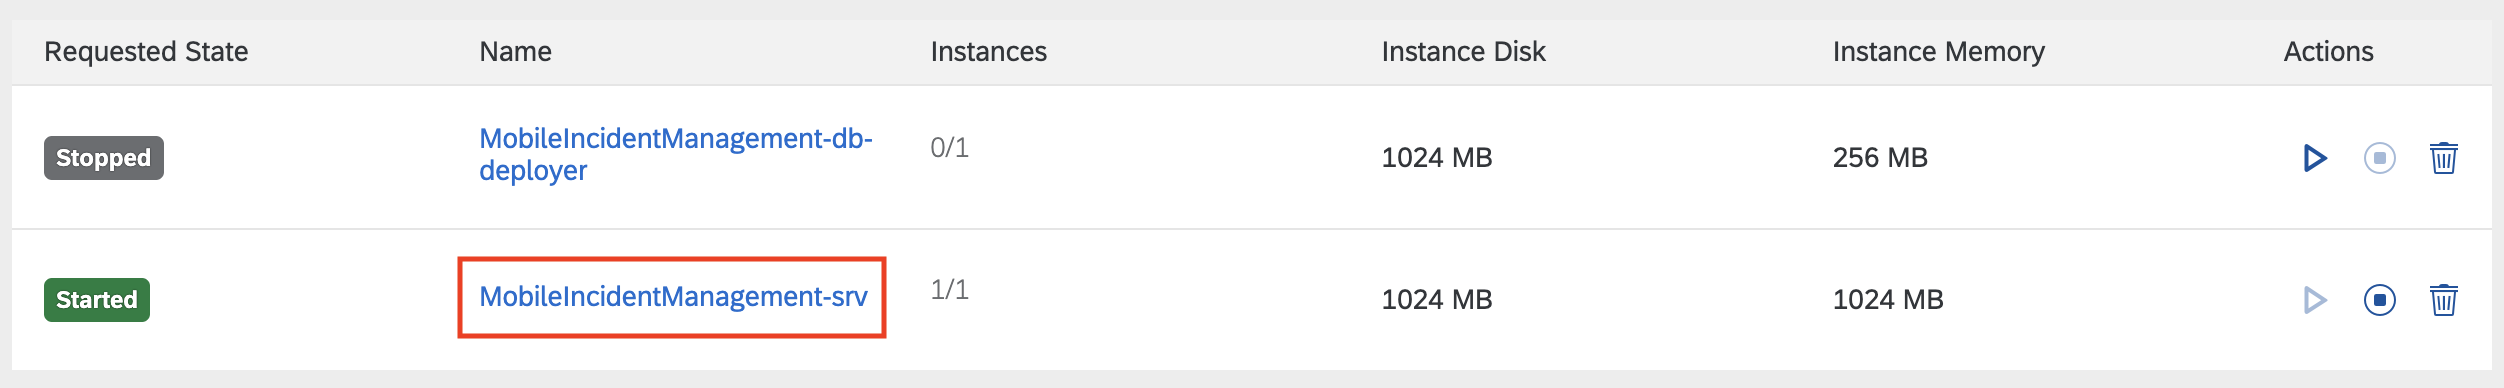 Requested State Name Instances Instance Disk Instance Memory Actions
Stopped MobileIncidentManagement-db- 0/1 1024 MB 256 MB
deployer
Started MobileIncidentManagement-srv 1/1 1024 MB 1024 MB